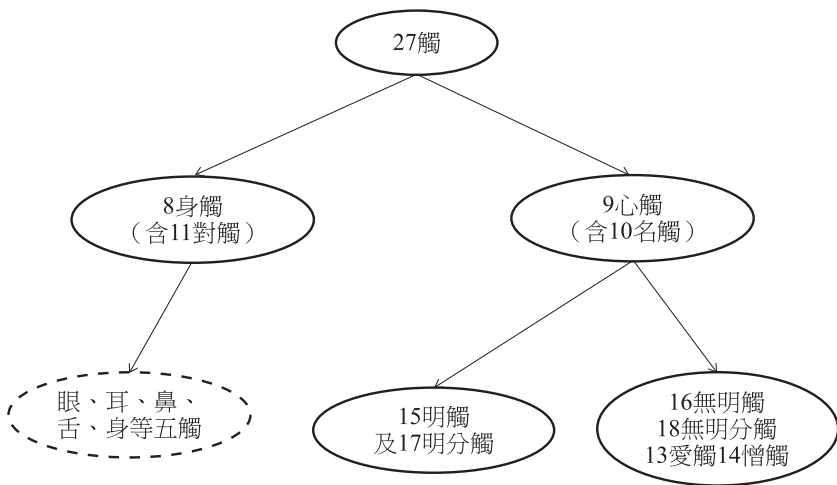 27觸
8身觸
（含11對觸）
9心觸
（含10名觸）
眼、耳、鼻、
舌、身等五觸
15明觸
及17明分觸
16無明觸
18無明分觸
13愛觸14憎觸